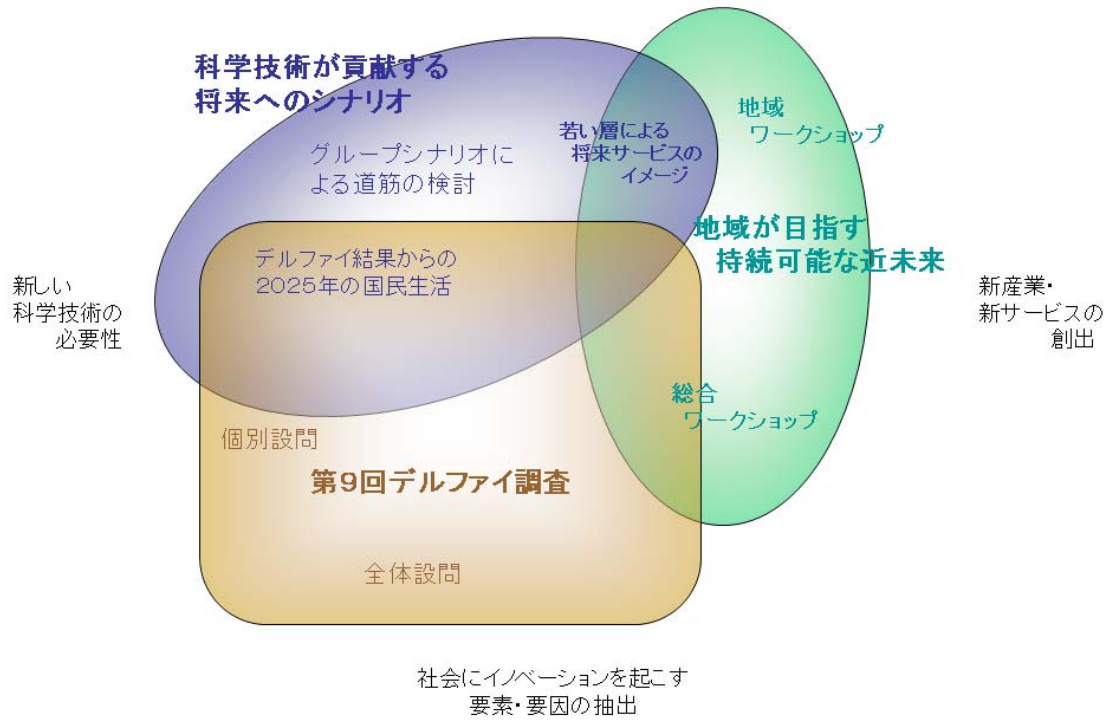 科学技術が貢献する
将来へのシナリオ
グループシナリオに
よる道筋の検討
若い層による
将来サービスの
イメージ
地域
ワークショップ
デルファイ結果からの
2025年の国民生活
地域が目指す
持続可能な近未来
新しい
科学技術の
必要性
新産業・
新サービスの
創出
総合
ワークショップ
個別設問
第9回デルファイ調査
全体設問
社会にイノベーションを起こす
要素・要因の抽出